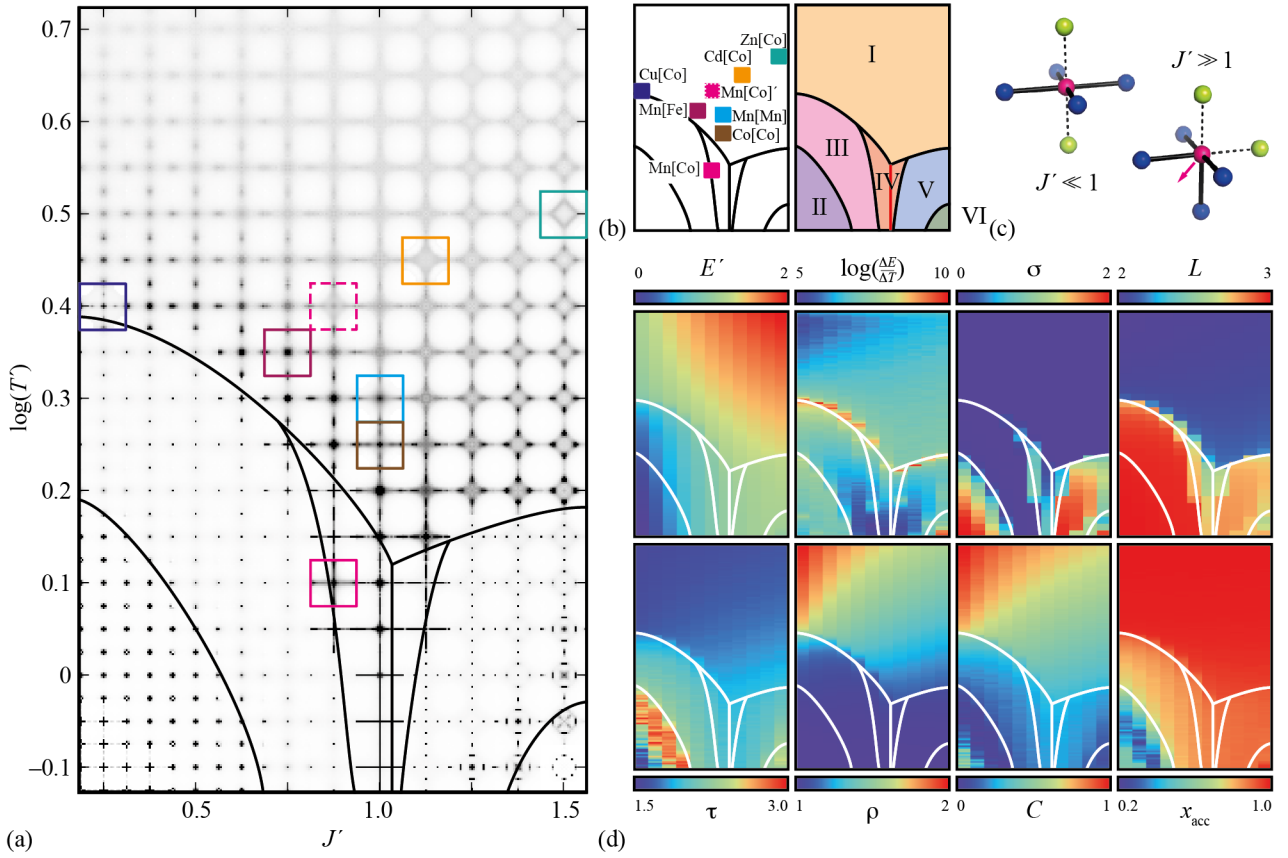 0.7
0.6
0.5
0.4
0.3
0.2
0.1
0
–0.1
log(T′)
0.5
1.0
1.5
J′
(a)
Zn[Co]
Cd[Co]
Cu[Co]
Mn[Co]′
Mn[Fe]
Mn[Mn]
Co[Co]
Mn[Co]
(b)
I
III
IV
II
V
VI
J′ ≫ 1
J′ ≪ 1
(c)
0 E′ 2
5 log(ΔE/ΔT) 10
0 σ 2
2 L 3
1.5 τ 3.0
1 ρ 2
0 C 1
0.2 xacc 1.0
(d)